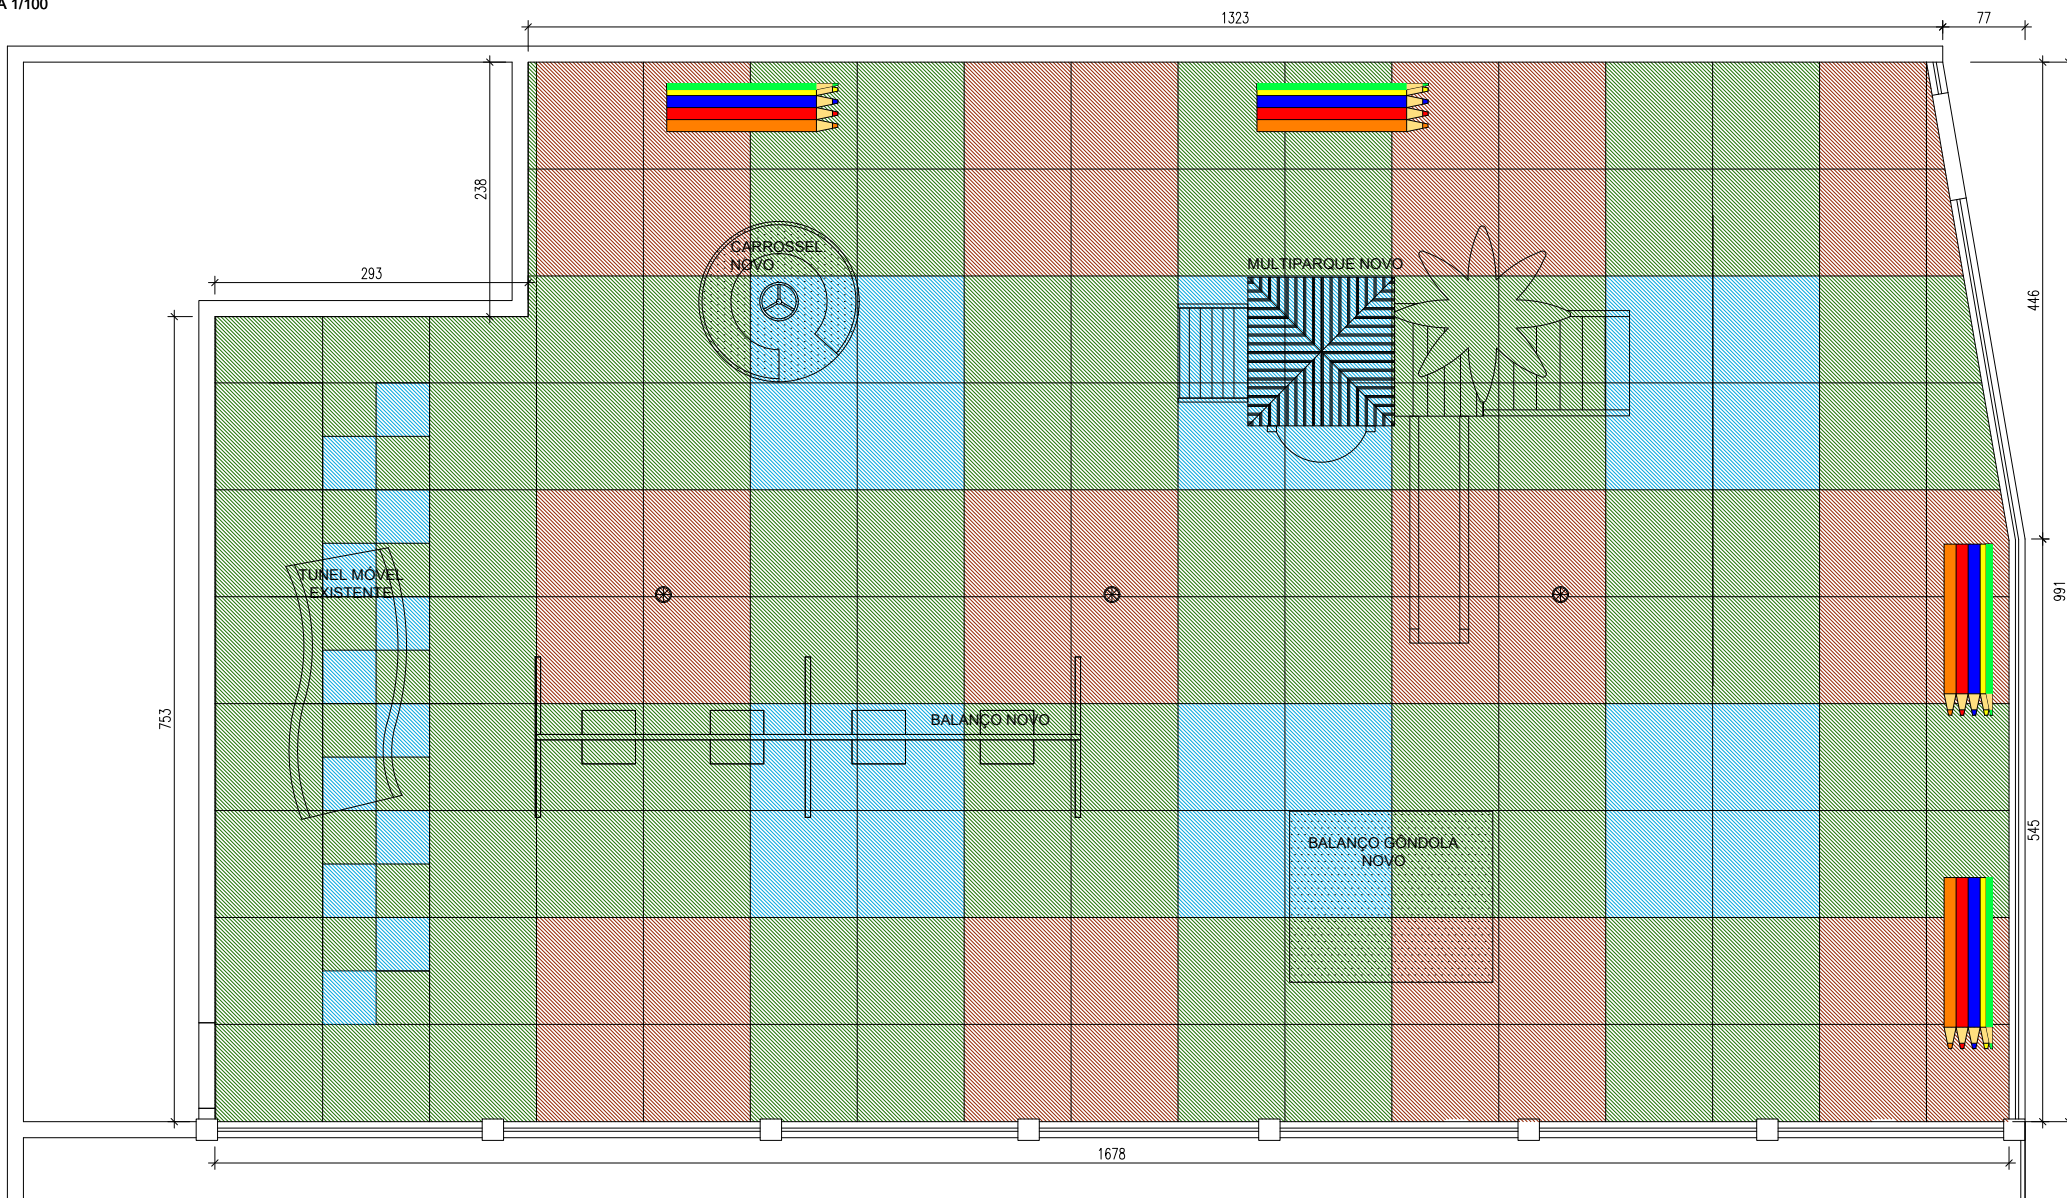 A 1/100
1323
77
238
CARROSSEL
NOVO
MULTIPARQUE NOVO
293
446
TUNEL MÓVEL
EXISTENTE
991
753
BALANÇO NOVO
545
BALANÇO GÔNDOLA
NOVO
1678